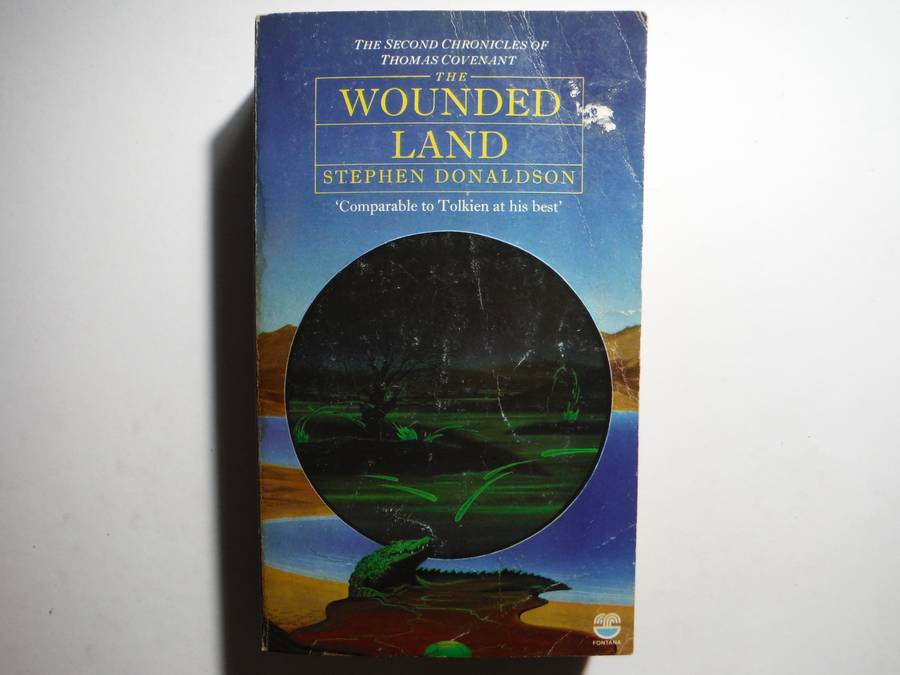 THE SECOND CHRONICLES OF
THOMAS COVENANT
THE
WOUNDED
LAND
STEPHEN DONALDSON
'Comparable to Tolkien at his best'
FONTANA